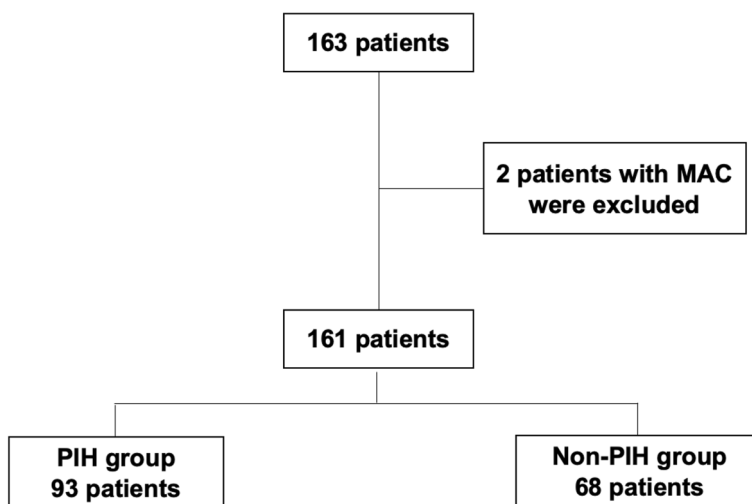 163 patients
2 patients with MAC
were excluded
161 patients
PIH group
93 patients
Non-PIH group
68 patients